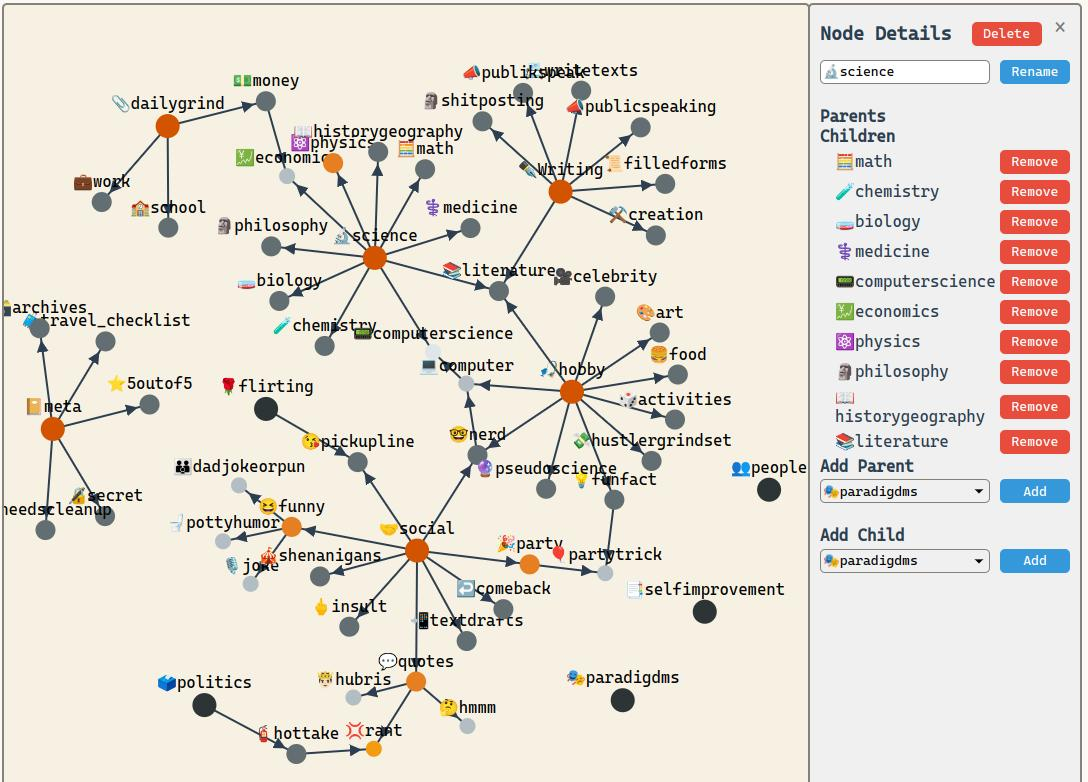 💵money
📎dailygrind
📣publikspeak
writetexts
🗿shitposting
📣publicspeaking
📖historygeography
⚛️physics
🧮math
💹economic
✒️Writing
📜filledforms
💼work
🏫school
⚕️medicine
⚒️creation
🗿philosophy
🔬science
📚literature
🎥celebrity
🧫biology
archives
🧳travel_checklist
🧪chemistry
📟computerscience
🎨art
💻computer
🎣hobby
🍔food
⭐5outof5
🌹flirting
🎲activities
📔meta
😘pickupline
🤓nerd
💸hustlergrindset
👪dadjokeorpun
🔮pseudoscience
💡funfact
👥people
🔏secret
needscleanup
😆funny
🚽pottyhumor
🤝social
🎙️joke
🎪shenanigans
🎉party
🎈partytrick
↩️comeback
📑selfimprovement
🖕insult
📲textdrafts
💬quotes
🤴hubris
🎭paradigdms
🗳️politics
🤔hmmm
🧯hottake
💢rant
Node Details
Delete
×
🔬science
Rename
Parents
Children
🧮math Remove
🧪chemistry Remove
🧫biology Remove
⚕️medicine Remove
📟computerscience Remove
💹economics Remove
⚛️physics Remove
🗿philosophy Remove
📖
historygeography Remove
📚literature Remove
Add Parent
🎭paradigdms Add
Add Child
🎭paradigdms Add